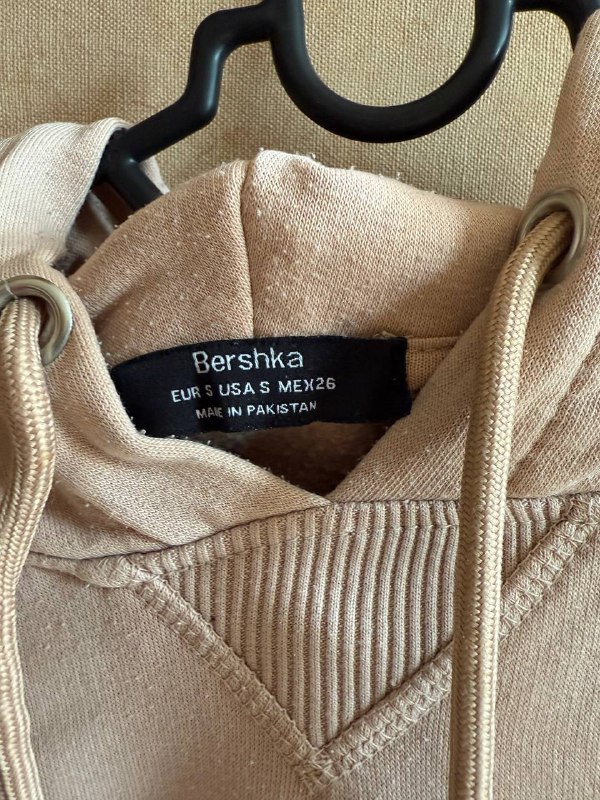 Bershka
EUR S USA S MEX26
MADE IN PAKISTAN